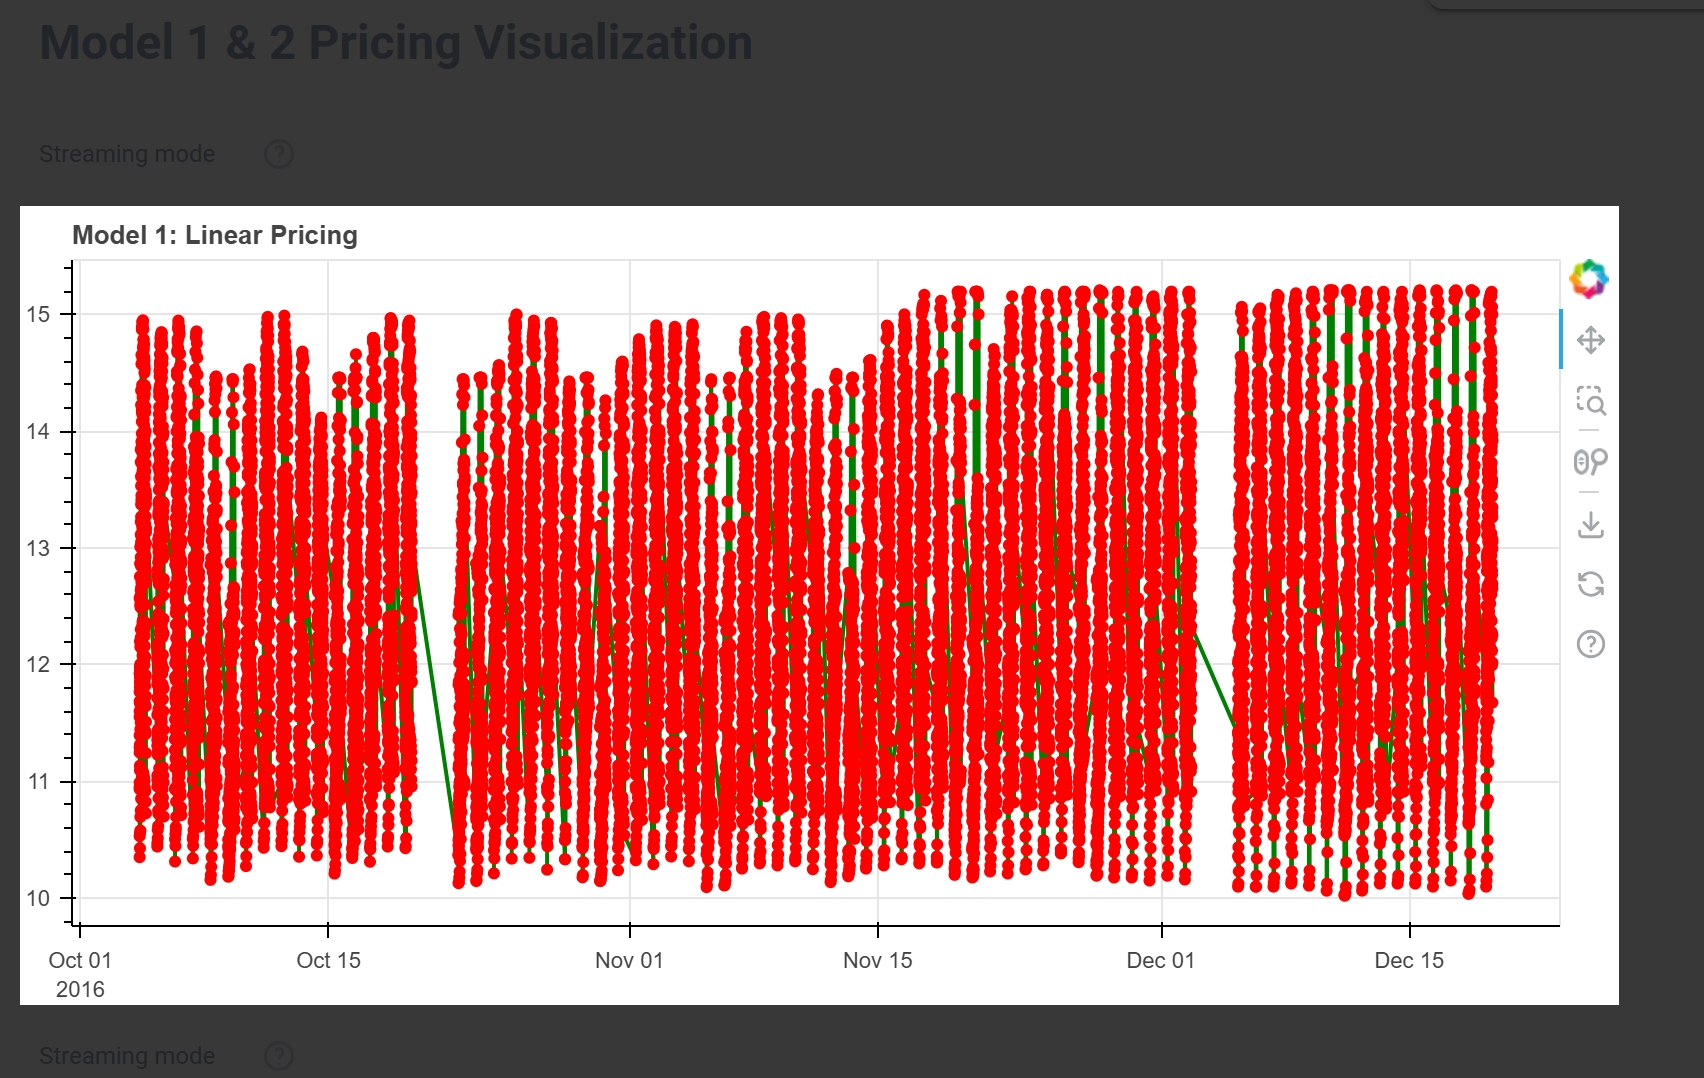 Model 1 & 2 Pricing Visualization
Streaming mode
Model 1: Linear Pricing
15
14
13
12
11
10
Oct 01 Oct 15 Nov 01 Nov 15 Dec 01 Dec 15
2016
Streaming mode